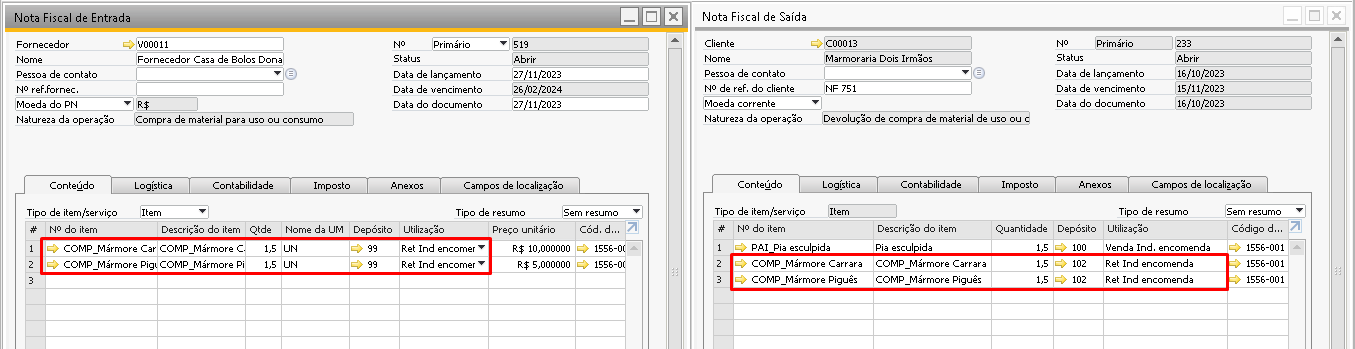 Nota Fiscal de Entrada
Fornecedor V00011 Nº Primário 519
Nome Fornecedor Casa de Bolos Dona Status Abrir
Pessoa de contato Data de lançamento 27/11/2023
Nº ref.fornec. Data de vencimento 26/02/2024
Moeda do PN R$ Data do documento 27/11/2023
Natureza da operação Compra de material para uso ou consumo
Conteúdo Logística Contabilidade Imposto Anexos Campos de localização
Tipo de item/serviço Item Tipo de resumo Sem resumo
# Nº do item Descrição do item Qtde Nome da UM Depósito Utilização Preço unitário Cód. d...
1 COMP_Mármore Car COMP_Mármore C 1,5 UN 99 Ret Ind encomer R$ 10,000000 1556-00
2 COMP_Mármore Pigu COMP_Mármore Pi 1,5 UN 99 Ret Ind encomer R$ 5,000000 1556-00
3
Nota Fiscal de Saída
Cliente C00013 Nº Primário 233
Nome Marmoraria Dois Irmãos Status Abrir
Pessoa de contato Data de lançamento 16/10/2023
Nº de ref. do cliente NF 751 Data de vencimento 15/11/2023
Moeda corrente Data do documento 16/10/2023
Natureza da operação Devolução de compra de material de uso ou c
Conteúdo Logística Contabilidade Imposto Anexos Campos de localização
Tipo de item/serviço Item Tipo de resumo Sem resumo
# Nº do item Descrição do item Quantidade Depósito Utilização Código d...
1 PAI_Pia esculpida Pia esculpida 1,5 100 Venda Ind. encomenda 1556-001
2 COMP_Mármore Carrara COMP_Mármore Carrara 1,5 102 Ret Ind encomenda 1556-001
3 COMP_Mármore Piguês COMP_Mármore Piguês 1,5 102 Ret Ind encomenda 1556-001